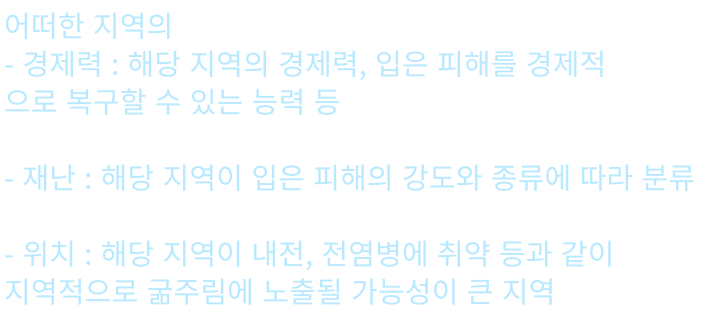 어떠한 지역의
- 경제력 : 해당 지역의 경제력, 입은 피해를 경제적
으로 복구할 수 있는 능력 등
- 재난 : 해당 지역이 입은 피해의 강도와 종류에 따라 분류
- 위치 : 해당 지역이 내전, 전염병에 취약 등과 같이
지역적으로 굶주림에 노출될 가능성이 큰 지역